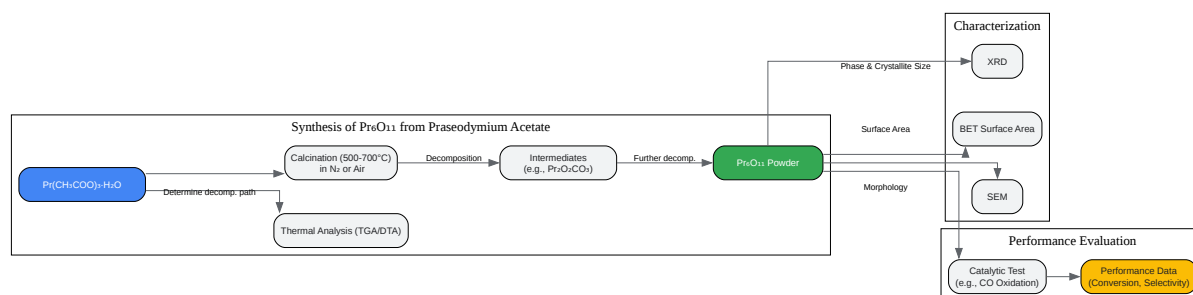 Characterization
XRD
Phase & Crystallite Size
Synthesis of Pr₆O₁₁ from Praseodymium Acetate
Surface Area
BET Surface Area
Calcination (500-700°C)
in N₂ or Air
Decomposition
Intermediates
(e.g., Pr₂O₂CO₃)
Further decomp.
Pr₆O₁₁ Powder
Pr(CH₃COO)₃·H₂O
Determine decomp. path
Morphology
SEM
Thermal Analysis (TGA/DTA)
Performance Evaluation
Catalytic Test
(e.g., CO Oxidation)
Performance Data
(Conversion, Selectivity)